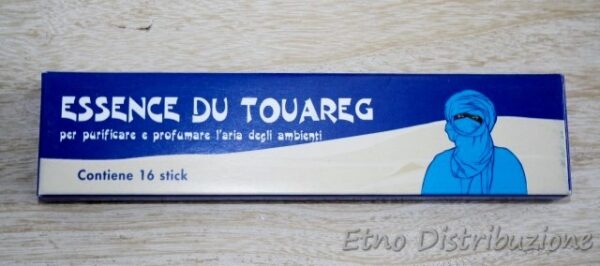 ESSENCE DU TOUAREG
per purificare e profumare l'aria degli ambienti
Contiene 16 stick
Etno Distribuzione